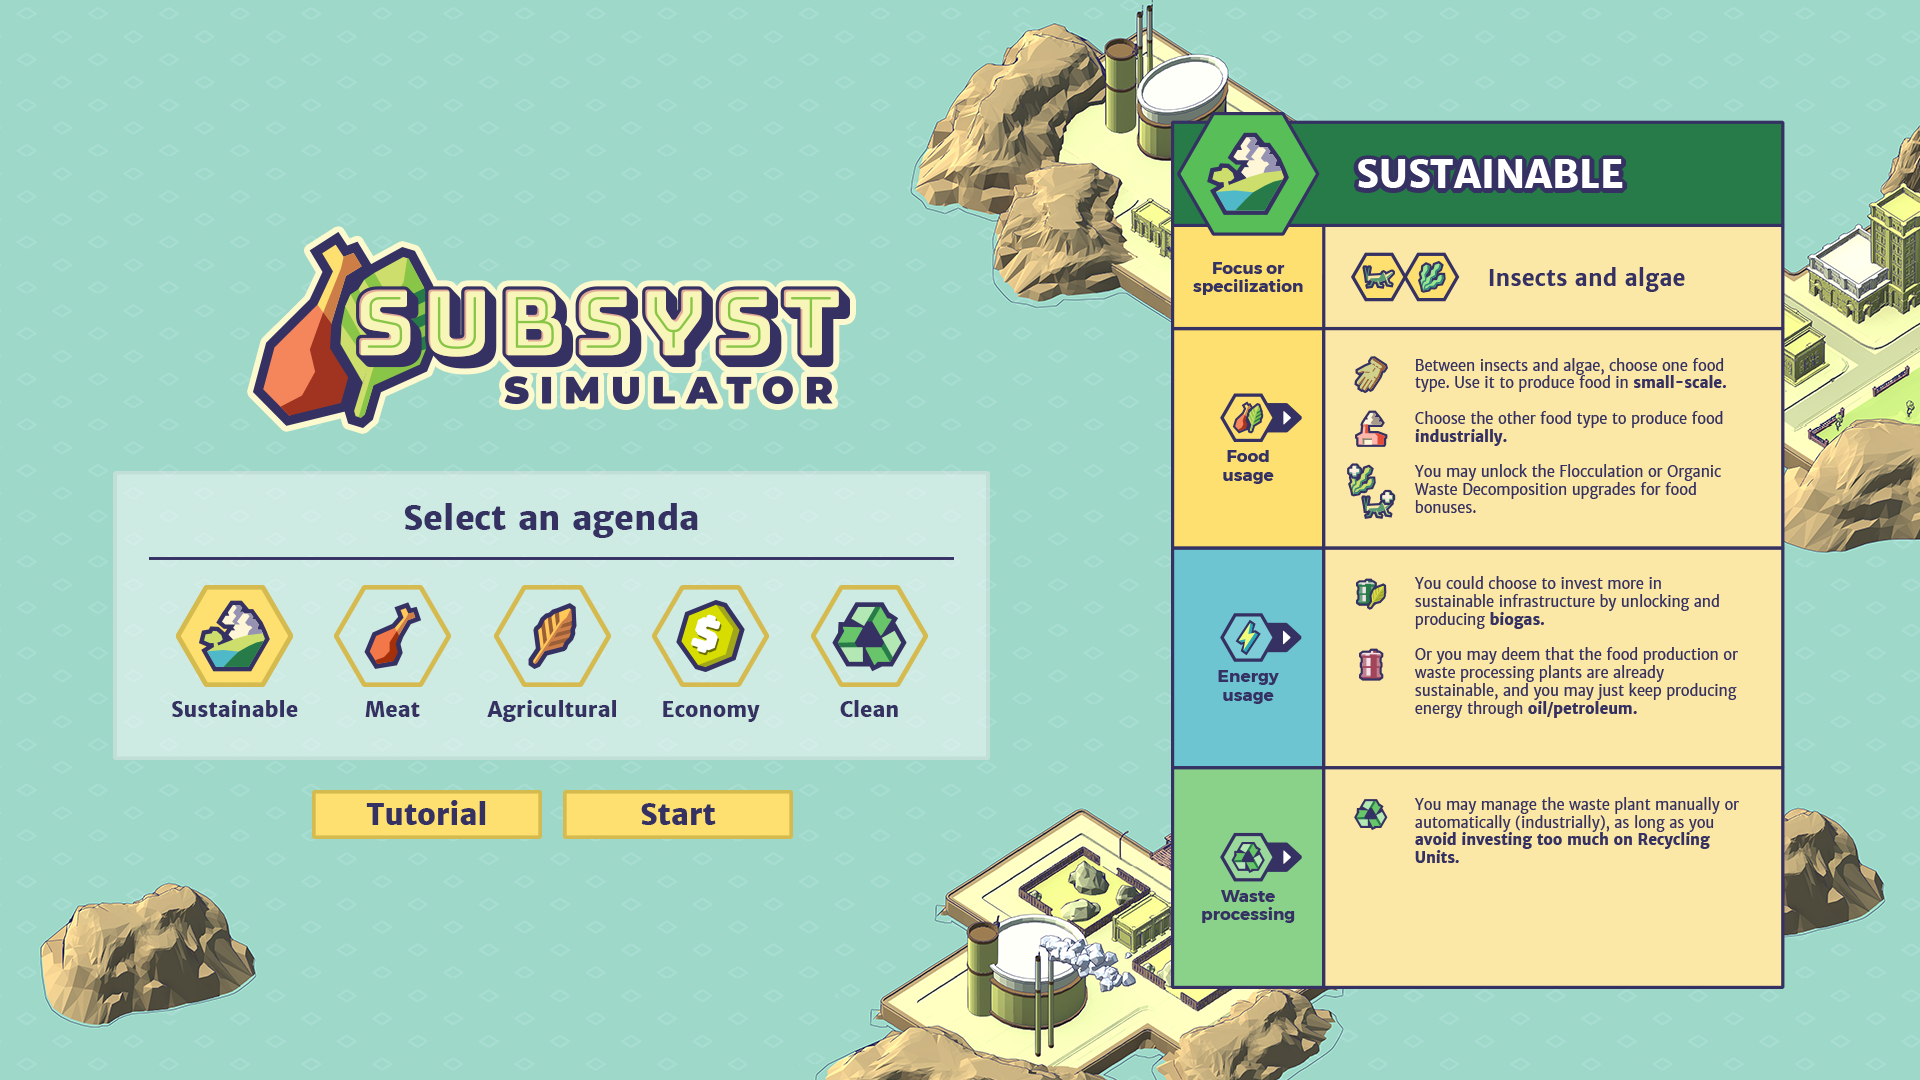 SUBSYST
SIMULATOR
Select an agenda
Sustainable
Meat
Agricultural
Economy
Clean
Tutorial
Start
SUSTAINABLE
Focus or
specilization
Insects and algae
Food
usage
Between insects and algae, choose one food
type. Use it to produce food in small-scale.
Choose the other food type to produce food
industrially.
You may unlock the Flocculation or Organic
Waste Decomposition upgrades for food
bonuses.
Energy
usage
You could choose to invest more in
sustainable infrastructure by unlocking and
producing biogas.
Or you may deem that the food production or
waste processing plants are already
sustainable, and you may just keep producing
energy through oil/petroleum.
Waste
processing
You may manage the waste plant manually or
automatically (industrially), as long as you
avoid investing too much on Recycling
Units.